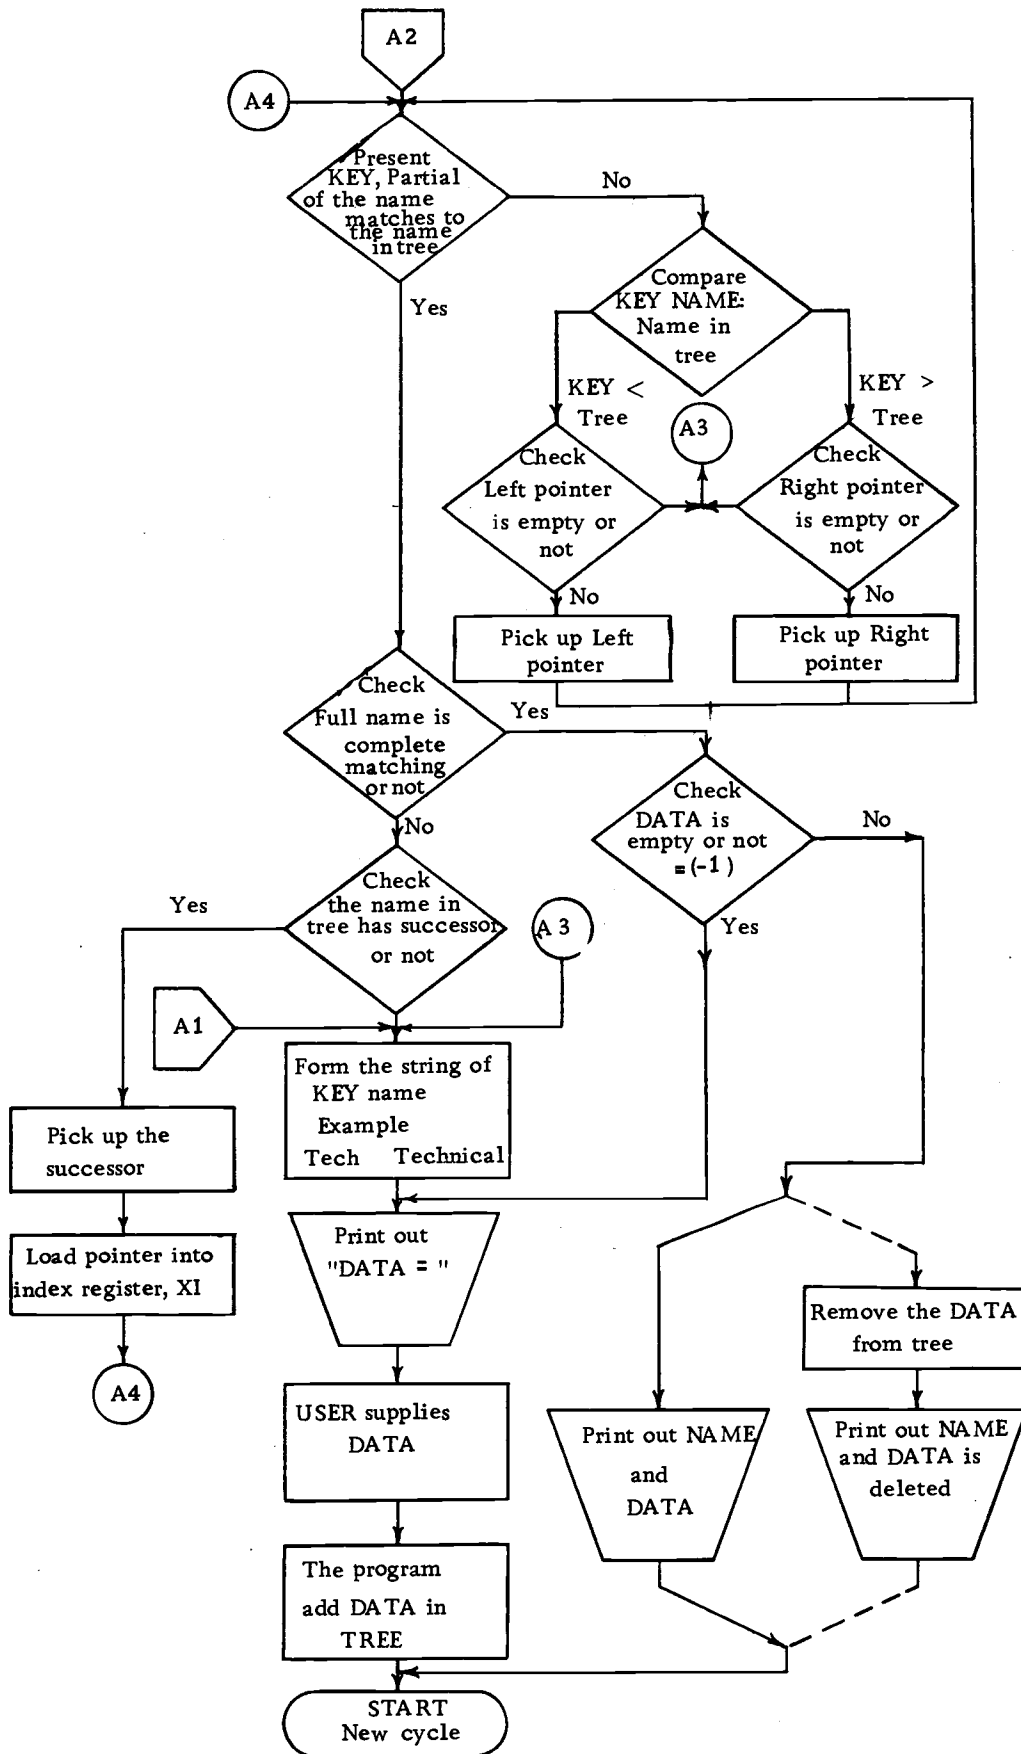 A2
A4
Present
KEY, Partial
of the name
matches to
the name
in tree
No
Yes
Compare
KEY NAME:
Name in
tree
KEY <
Tree
KEY >
Tree
A3
Check
Left pointer
is empty or
not
Check
Right pointer
is empty or
not
No
No
Pick up Left
pointer
Pick up Right
pointer
Check
Full name is
complete
matching
or not
Yes
No
Check
DATA is
empty or not
=(-1)
No
Yes
Check
the name in
tree has successor
or not
Yes
A3
A1
Form the string of
KEY name
Example
Tech Technical
Pick up the
successor
Load pointer into
index register, XI
A4
Print out
"DATA = "
USER supplies
DATA
The program
add DATA in
TREE
Print out NAME
and
DATA
Remove the DATA
from tree
Print out NAME
and DATA is
deleted
START
New cycle